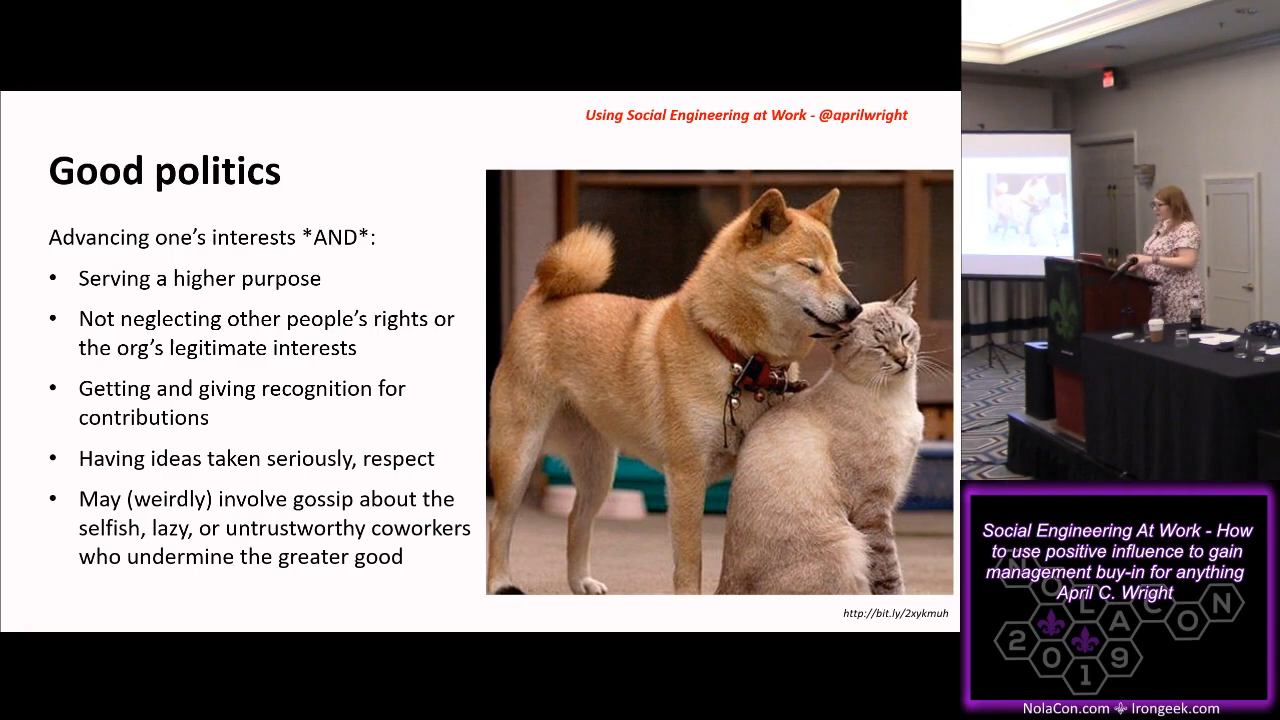 Using Social Engineering at Work - @aprilwright
Good politics
Advancing one's interests *AND*:
• Serving a higher purpose
• Not neglecting other people's rights or
the org's legitimate interests
• Getting and giving recognition for
contributions
• Having ideas taken seriously, respect
• May (weirdly) involve gossip about the
selfish, lazy, or untrustworthy coworkers
who undermine the greater good
http://bit.ly/2xykmuh
Social Engineering At Work - How
to use positive influence to gain
management buy-in for anything
April C. Wright
NOLACON
2019
NolaCon.com ⚜ Irongeek.com